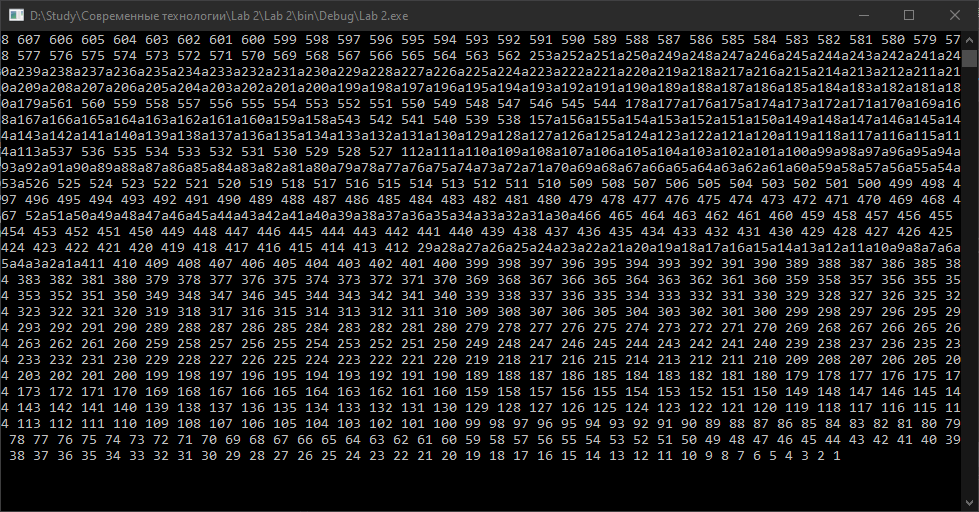 8 607 606 605 604 603 602 601 600 599 598 597 596 595 594 593 592 591 590 589 588 587 586 585 584 583 582 581 580 579 57
8 577 576 575 574 573 572 571 570 569 568 567 566 565 564 563 562 253a252a251a250a249a248a247a246a245a244a243a242a241a24
0a239a238a237a236a235a234a233a232a231a230a229a228a227a226a225a224a223a222a221a220a219a218a217a216a215a214a213a212a211a21
0a209a208a207a206a205a204a203a202a201a200a199a198a197a196a195a194a193a192a191a190a189a188a187a186a185a184a183a182a181a18
0a179a561 560 559 558 557 556 555 554 553 552 551 550 549 548 547 546 545 544 178a177a176a175a174a173a172a171a170a169a16
8a167a166a165a164a163a162a161a160a159a158a543 542 541 540 539 538 157a156a155a154a153a152a151a150a149a148a147a146a145a14
4a143a142a141a140a139a138a137a136a135a134a133a132a131a130a129a128a127a126a125a124a123a122a121a120a119a118a117a116a115a11
4a113a537 536 535 534 533 532 531 530 529 528 527 112a111a110a109a108a107a106a105a104a103a102a101a100a99a98a97a96a95a94a
93a92a91a90a89a88a87a86a85a84a83a82a81a80a79a78a77a76a75a74a73a72a71a70a69a68a67a66a65a64a63a62a61a60a59a58a57a56a55a54a
53a526 525 524 523 522 521 520 519 518 517 516 515 514 513 512 511 510 509 508 507 506 505 504 503 502 501 500 499 498 4
97 496 495 494 493 492 491 490 489 488 487 486 485 484 483 482 481 480 479 478 477 476 475 474 473 472 471 470 469 468 4
67 52a51a50a49a48a47a46a45a44a43a42a41a40a39a38a37a36a35a34a33a32a31a30a466 465 464 463 462 461 460 459 458 457 456 455
454 453 452 451 450 449 448 447 446 445 444 443 442 441 440 439 438 437 436 435 434 433 432 431 430 429 428 427 426 425
424 423 422 421 420 419 418 417 416 415 414 413 412 29a28a27a26a25a24a23a22a21a20a19a18a17a16a15a14a13a12a11a10a9a8a7a6a
5a4a3a2a1a411 410 409 408 407 406 405 404 403 402 401 400 399 398 397 396 395 394 393 392 391 390 389 388 387 386 385 38
4 383 382 381 380 379 378 377 376 375 374 373 372 371 370 369 368 367 366 365 364 363 362 361 360 359 358 357 356 355 35
4 353 352 351 350 349 348 347 346 345 344 343 342 341 340 339 338 337 336 335 334 333 332 331 330 329 328 327 326 325 32
4 323 322 321 320 319 318 317 316 315 314 313 312 311 310 309 308 307 306 305 304 303 302 301 300 299 298 297 296 295 29
4 293 292 291 290 289 288 287 286 285 284 283 282 281 280 279 278 277 276 275 274 273 272 271 270 269 268 267 266 265 26
4 263 262 261 260 259 258 257 256 255 254 253 252 251 250 249 248 247 246 245 244 243 242 241 240 239 238 237 236 235 23
4 233 232 231 230 229 228 227 226 225 224 223 222 221 220 219 218 217 216 215 214 213 212 211 210 209 208 207 206 205 20
4 203 202 201 200 199 198 197 196 195 194 193 192 191 190 189 188 187 186 185 184 183 182 181 180 179 178 177 176 175 17
4 173 172 171 170 169 168 167 166 165 164 163 162 161 160 159 158 157 156 155 154 153 152 151 150 149 148 147 146 145 14
4 143 142 141 140 139 138 137 136 135 134 133 132 131 130 129 128 127 126 125 124 123 122 121 120 119 118 117 116 115 11
4 113 112 111 110 109 108 107 106 105 104 103 102 101 100 99 98 97 96 95 94 93 92 91 90 89 88 87 86 85 84 83 82 81 80 79
78 77 76 75 74 73 72 71 70 69 68 67 66 65 64 63 62 61 60 59 58 57 56 55 54 53 52 51 50 49 48 47 46 45 44 43 42 41 40 39
38 37 36 35 34 33 32 31 30 29 28 27 26 25 24 23 22 21 20 19 18 17 16 15 14 13 12 11 10 9 8 7 6 5 4 3 2 1
D:\Study\Современные технологии\Lab 2\Lab 2\bin\Debug\Lab 2.exe